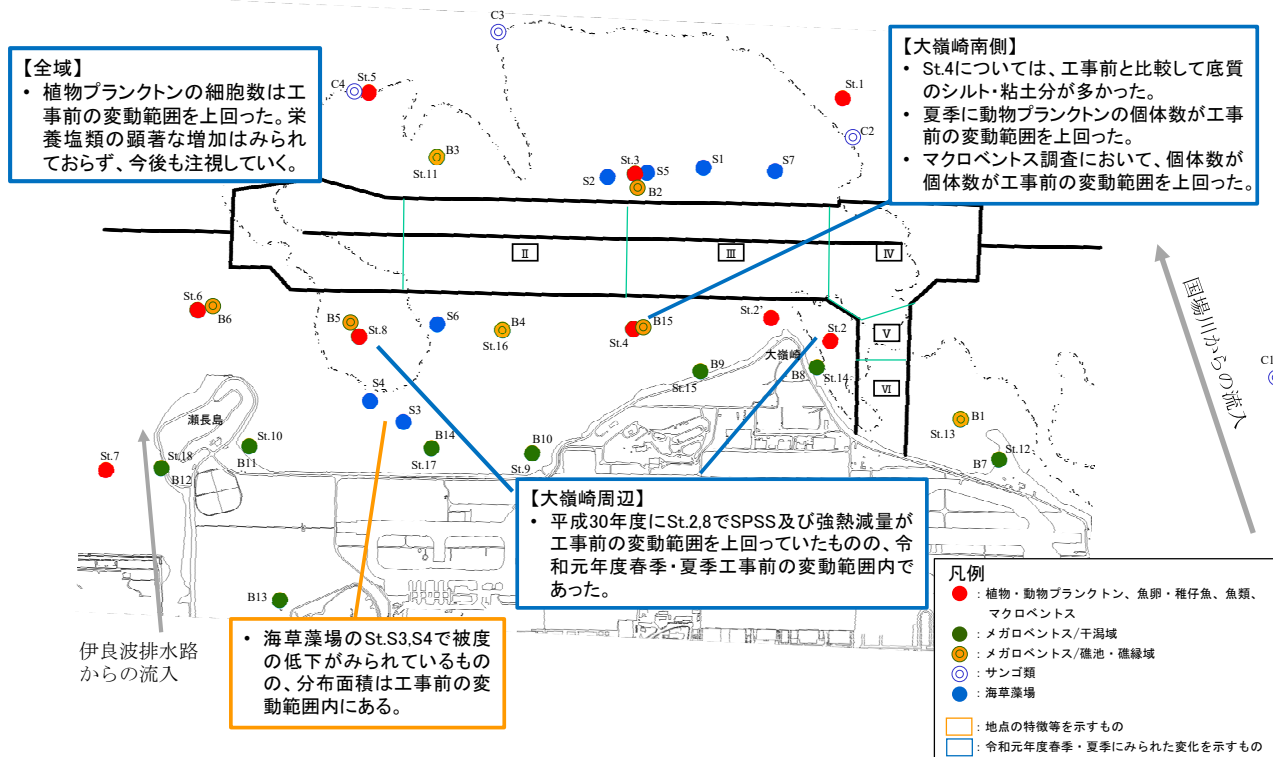 【全域】
• 植物プランクトンの細胞数は工
事前の変動範囲を上回った。栄
養塩類の顕著な増加はみられ
ておらず、今後も注視していく。
【大嶺崎南側】
• St.4については、工事前と比較して底質
のシルト・粘土分が多かった。
• 夏季に動物プランクトンの個体数が工事
前の変動範囲を上回った。
• マクロベントス調査において、個体数が
個体数が工事前の変動範囲を上回った。
C3
C4
St.5
St.1
C2
B3
St.11
St.3
S2
S5
S1
S7
B2
Ⅱ
Ⅲ
Ⅳ
Ⅴ
Ⅵ
St.6
B6
B5
St.8
S6
B4
St.16
B15
St.4
St.2'
St.2
大嶺崎
B9
St.15
B8
St.14
国場川からの流入
C1
S4
S3
瀬長島
B1
St.13
St.10
B11
B14
St.17
B10
St.9
St.12
B7
St.7
St.18
B12
B13
伊良波排水路
からの流入
【大嶺崎周辺】
• 平成30年度にSt.2,8でSPSS及び強熱減量が
工事前の変動範囲を上回っていたものの、令
和元年度春季・夏季工事前の変動範囲内で
あった。
• 海草藻場のSt.S3,S4で被度
の低下がみられているもの
の、分布面積は工事前の変
動範囲内にある。
凡例
：植物・動物プランクトン、魚卵・稚仔魚、魚類、
マクロベントス
：メガロベントス/干潟域
：メガロベントス/礁池・礁縁域
：サンゴ類
：海草藻場
：地点の特徴等を示すもの
：令和元年度春季・夏季にみられた変化を示すもの